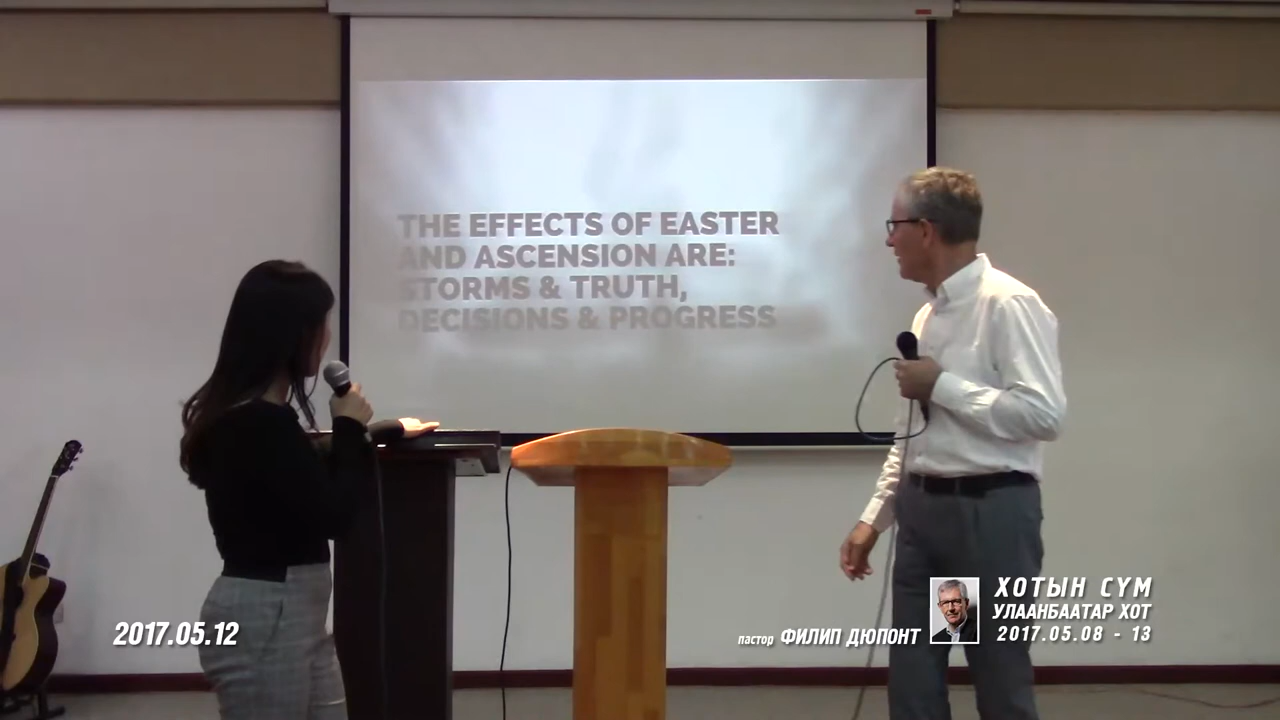 THE EFFECTS OF EASTER
AND ASCENSION ARE:
STORMS & TRUTH,
DECISIONS & PROGRESS
2017.05.12
пастор ФИЛИП ДЮПОНТ
ХОТЫН СҮМ
УЛААНБААТАР ХОТ
2017.05.08 - 13